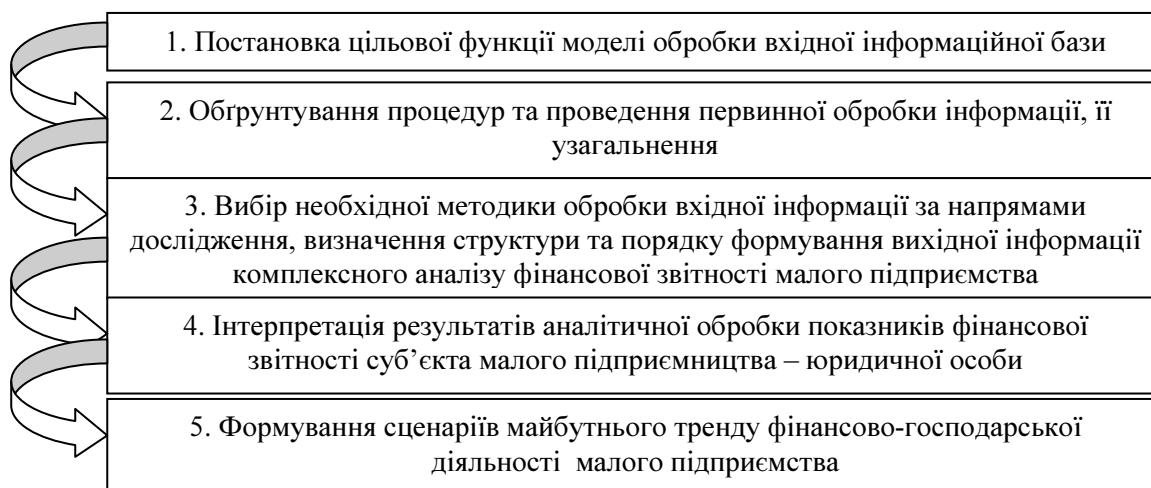 1. Постановка цільової функції моделі обробки вхідної інформаційної бази
2. Обґрунтування процедур та проведення первинної обробки інформації, її
узагальнення
3. Вибір необхідної методики обробки вхідної інформації за напрямами
дослідження, визначення структури та порядку формування вихідної інформації
комплексного аналізу фінансової звітності малого підприємства
4. Інтерпретація результатів аналітичної обробки показників фінансової
звітності суб’єкта малого підприємництва – юридичної особи
5. Формування сценаріїв майбутнього тренду фінансово-господарської
діяльності малого підприємства